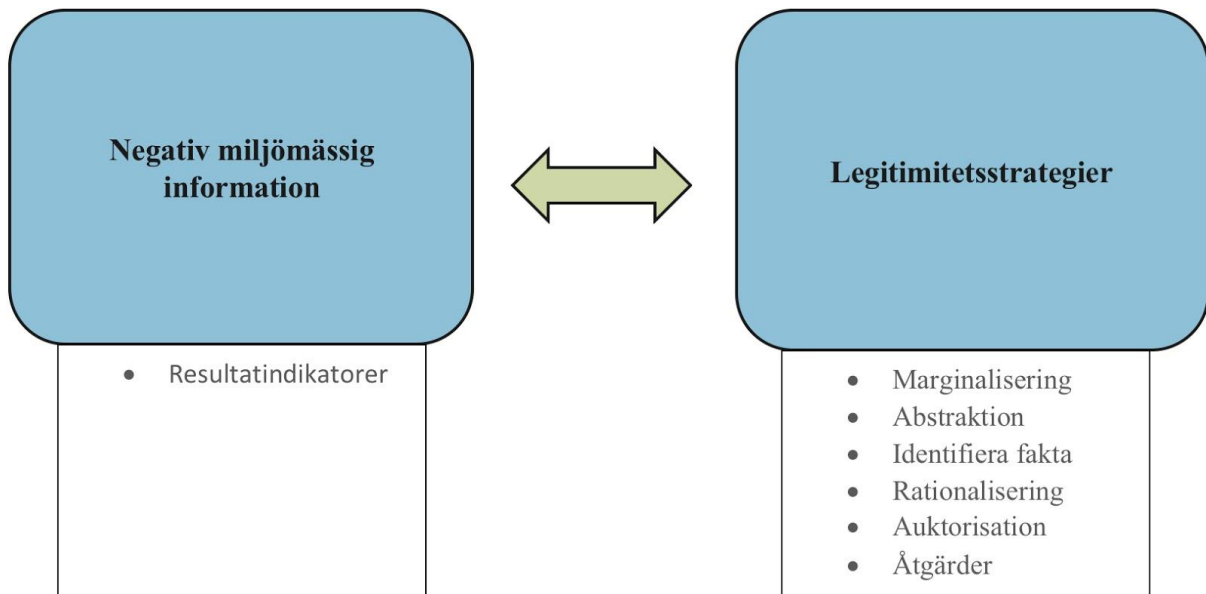 Negativ miljömässig
information
Legitimitetsstrategier
• Resultatindikatorer
• Marginalisering
• Abstraktion
• Identifiera fakta
• Rationalisering
• Auktorisation
• Åtgärder